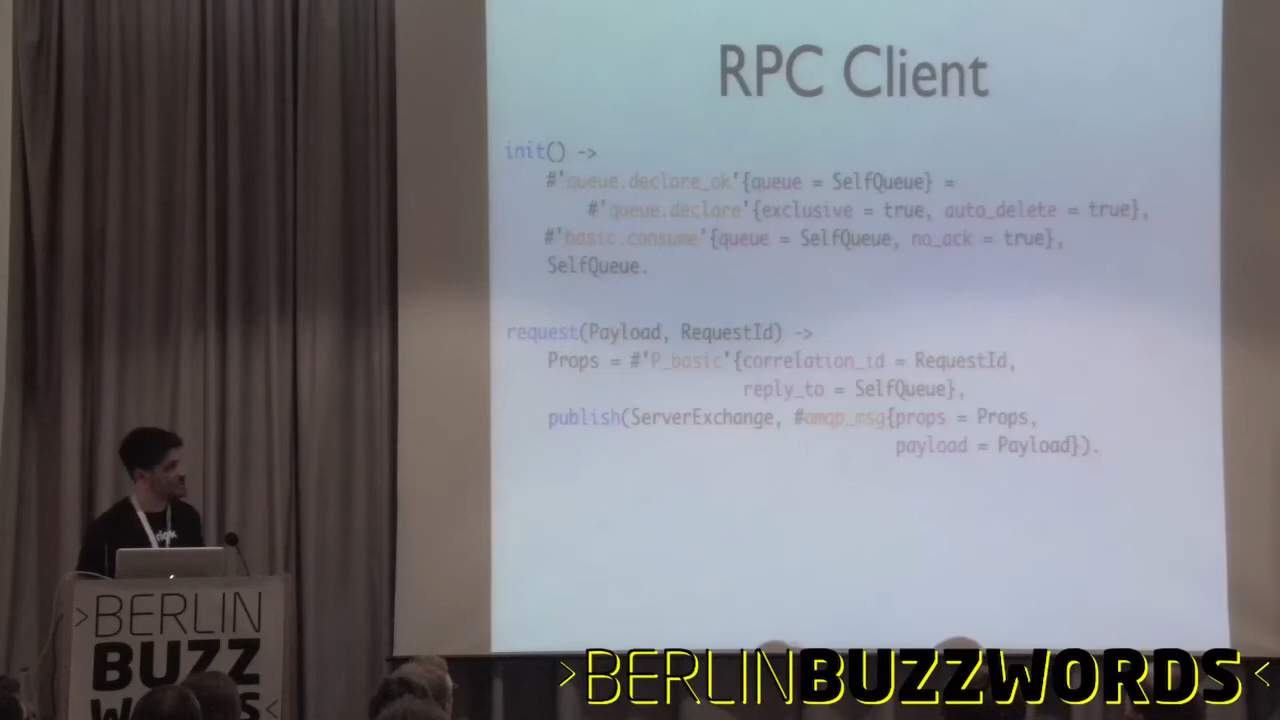 RPC Client
init() ->
#'queue.declare_ok'{queue = SelfQueue} =
#'queue.declare'{exclusive = true, auto_delete = true},
#'basic.consume'{queue = SelfQueue, no_ack = true},
SelfQueue.
request(Payload, RequestId) ->
Props = #'P_basic'{correlation_id = RequestId,
reply_to = SelfQueue},
publish(ServerExchange, #amqp_msg{props = Props,
payload = Payload}).
>BERLIN
BUZZ
WORDS<
>BERLINBUZZWORDS<